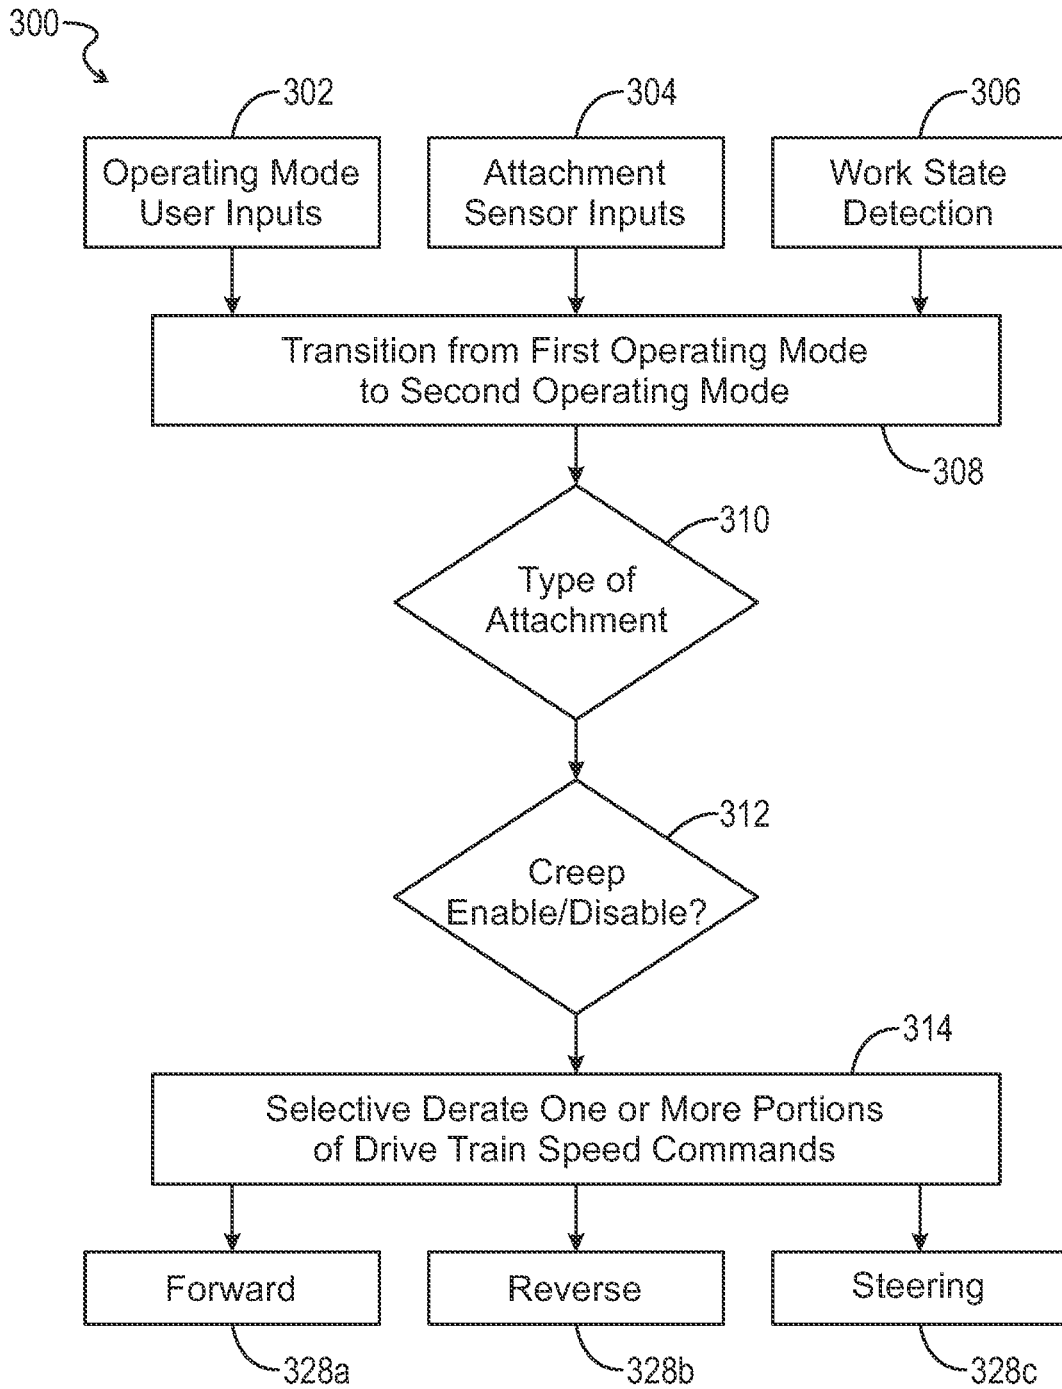 300
302
304
306
Operating Mode
User Inputs
Attachment
Sensor Inputs
Work State
Detection
Transition from First Operating Mode
to Second Operating Mode
308
310
Type of
Attachment
312
Creep
Enable/Disable?
314
Selective Derate One or More Portions
of Drive Train Speed Commands
Forward
Reverse
Steering
328a
328b
328c